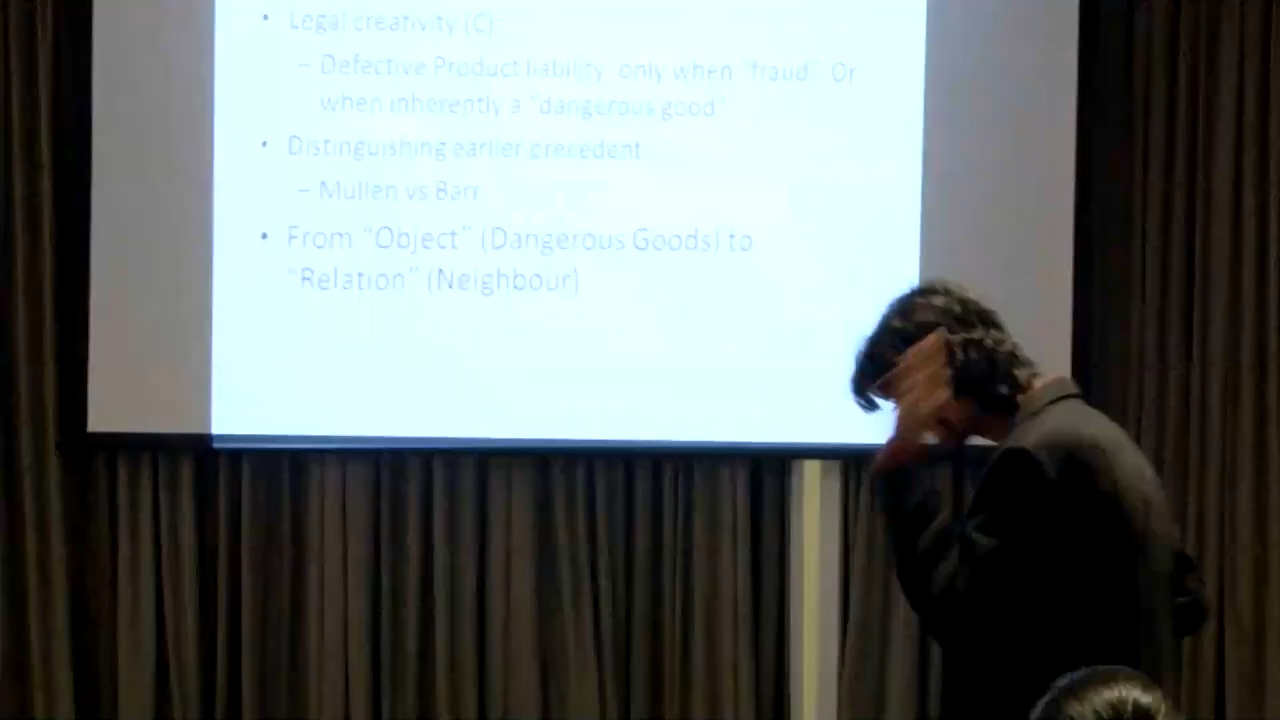 • Legal creativity (C)
– Defective Product liability only when "fraud". Or
when inherently a "dangerous good"
• Distinguishing earlier precedent
– Mullen vs Barr
• From "Object" (Dangerous Goods) to
"Relation" (Neighbour)